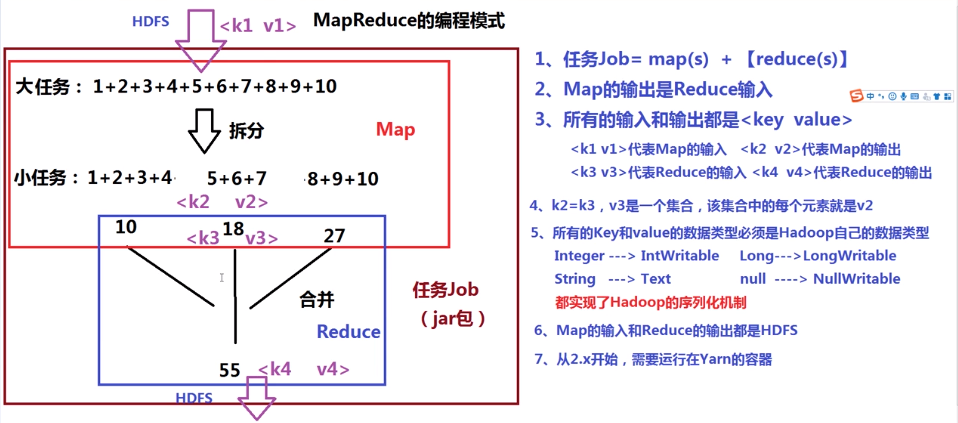 MapReduce的编程模式
HDFS
<k1 v1>
大任务：1+2+3+4+5+6+7+8+9+10
拆分
Map
小任务：1+2+3+4 5+6+7 8+9+10
<k2 v2>
10 18 27
<k3 v3>
合并
Reduce
任务Job
（jar包）
55 <k4 v4>
HDFS
1、任务Job= map(s) + 【reduce(s)】
2、Map的输出是Reduce输入
3、所有的输入和输出都是<key value>
<k1 v1>代表Map的输入 <k2 v2>代表Map的输出
<k3 v3>代表Reduce的输入 <k4 v4>代表Reduce的输出
4、k2=k3，v3是一个集合，该集合中的每个元素就是v2
5、所有的Key和value的数据类型必须是Hadoop自己的数据类型
Integer ---> IntWritable Long--->LongWritable
String ---> Text null ----> NullWritable
都实现了Hadoop的序列化机制
6、Map的输入和Reduce的输出都是HDFS
7、从2.x开始，需要运行在Yarn的容器
S 中